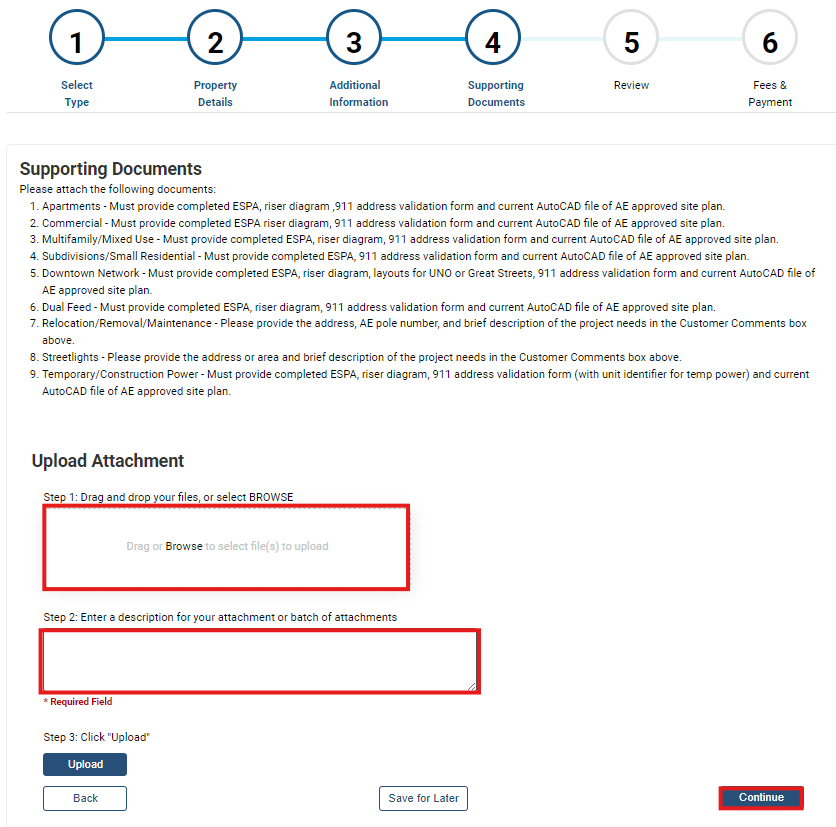 1 2 3 4 5 6
Select Property Additional Supporting Review Fees &
Type Details Information Documents Payment
Supporting Documents
Please attach the following documents:
1. Apartments - Must provide completed ESPA, riser diagram ,911 address validation form and current AutoCAD file of AE approved site plan.
2. Commercial - Must provide completed ESPA, riser diagram, 911 address validation form and current AutoCAD file of AE approved site plan.
3. Multifamily/Mixed Use - Must provide completed ESPA, riser diagram, 911 address validation form and current AutoCAD file of AE approved site plan.
4. Subdivisions/Small Residential - Must provide completed ESPA, 911 address validation form and current AutoCAD file of AE approved site plan.
5. Downtown Network - Must provide completed ESPA, riser diagram, layouts for UNO or Great Streets, 911 address validation form and current AutoCAD file of
AE approved site plan.
6. Dual Feed - Must provide completed ESPA, riser diagram, 911 address validation form and current AutoCAD file of AE approved site plan.
7. Relocation/Removal/Maintenance - Please provide the address, AE pole number, and brief description of the project needs in the Customer Comments box
above.
8. Streetlights - Please provide the address or area and brief description of the project needs in the Customer Comments box above.
9. Temporary/Construction Power - Must provide completed ESPA, riser diagram, 911 address validation form (with unit identifier for temp power) and current
AutoCAD file of AE approved site plan.
Upload Attachment
Step 1: Drag and drop your files, or select BROWSE
Drag or Browse to select file(s) to upload
Step 2: Enter a description for your attachment or batch of attachments
* Required Field
Step 3: Click "Upload"
Upload
Back Save for Later Continue